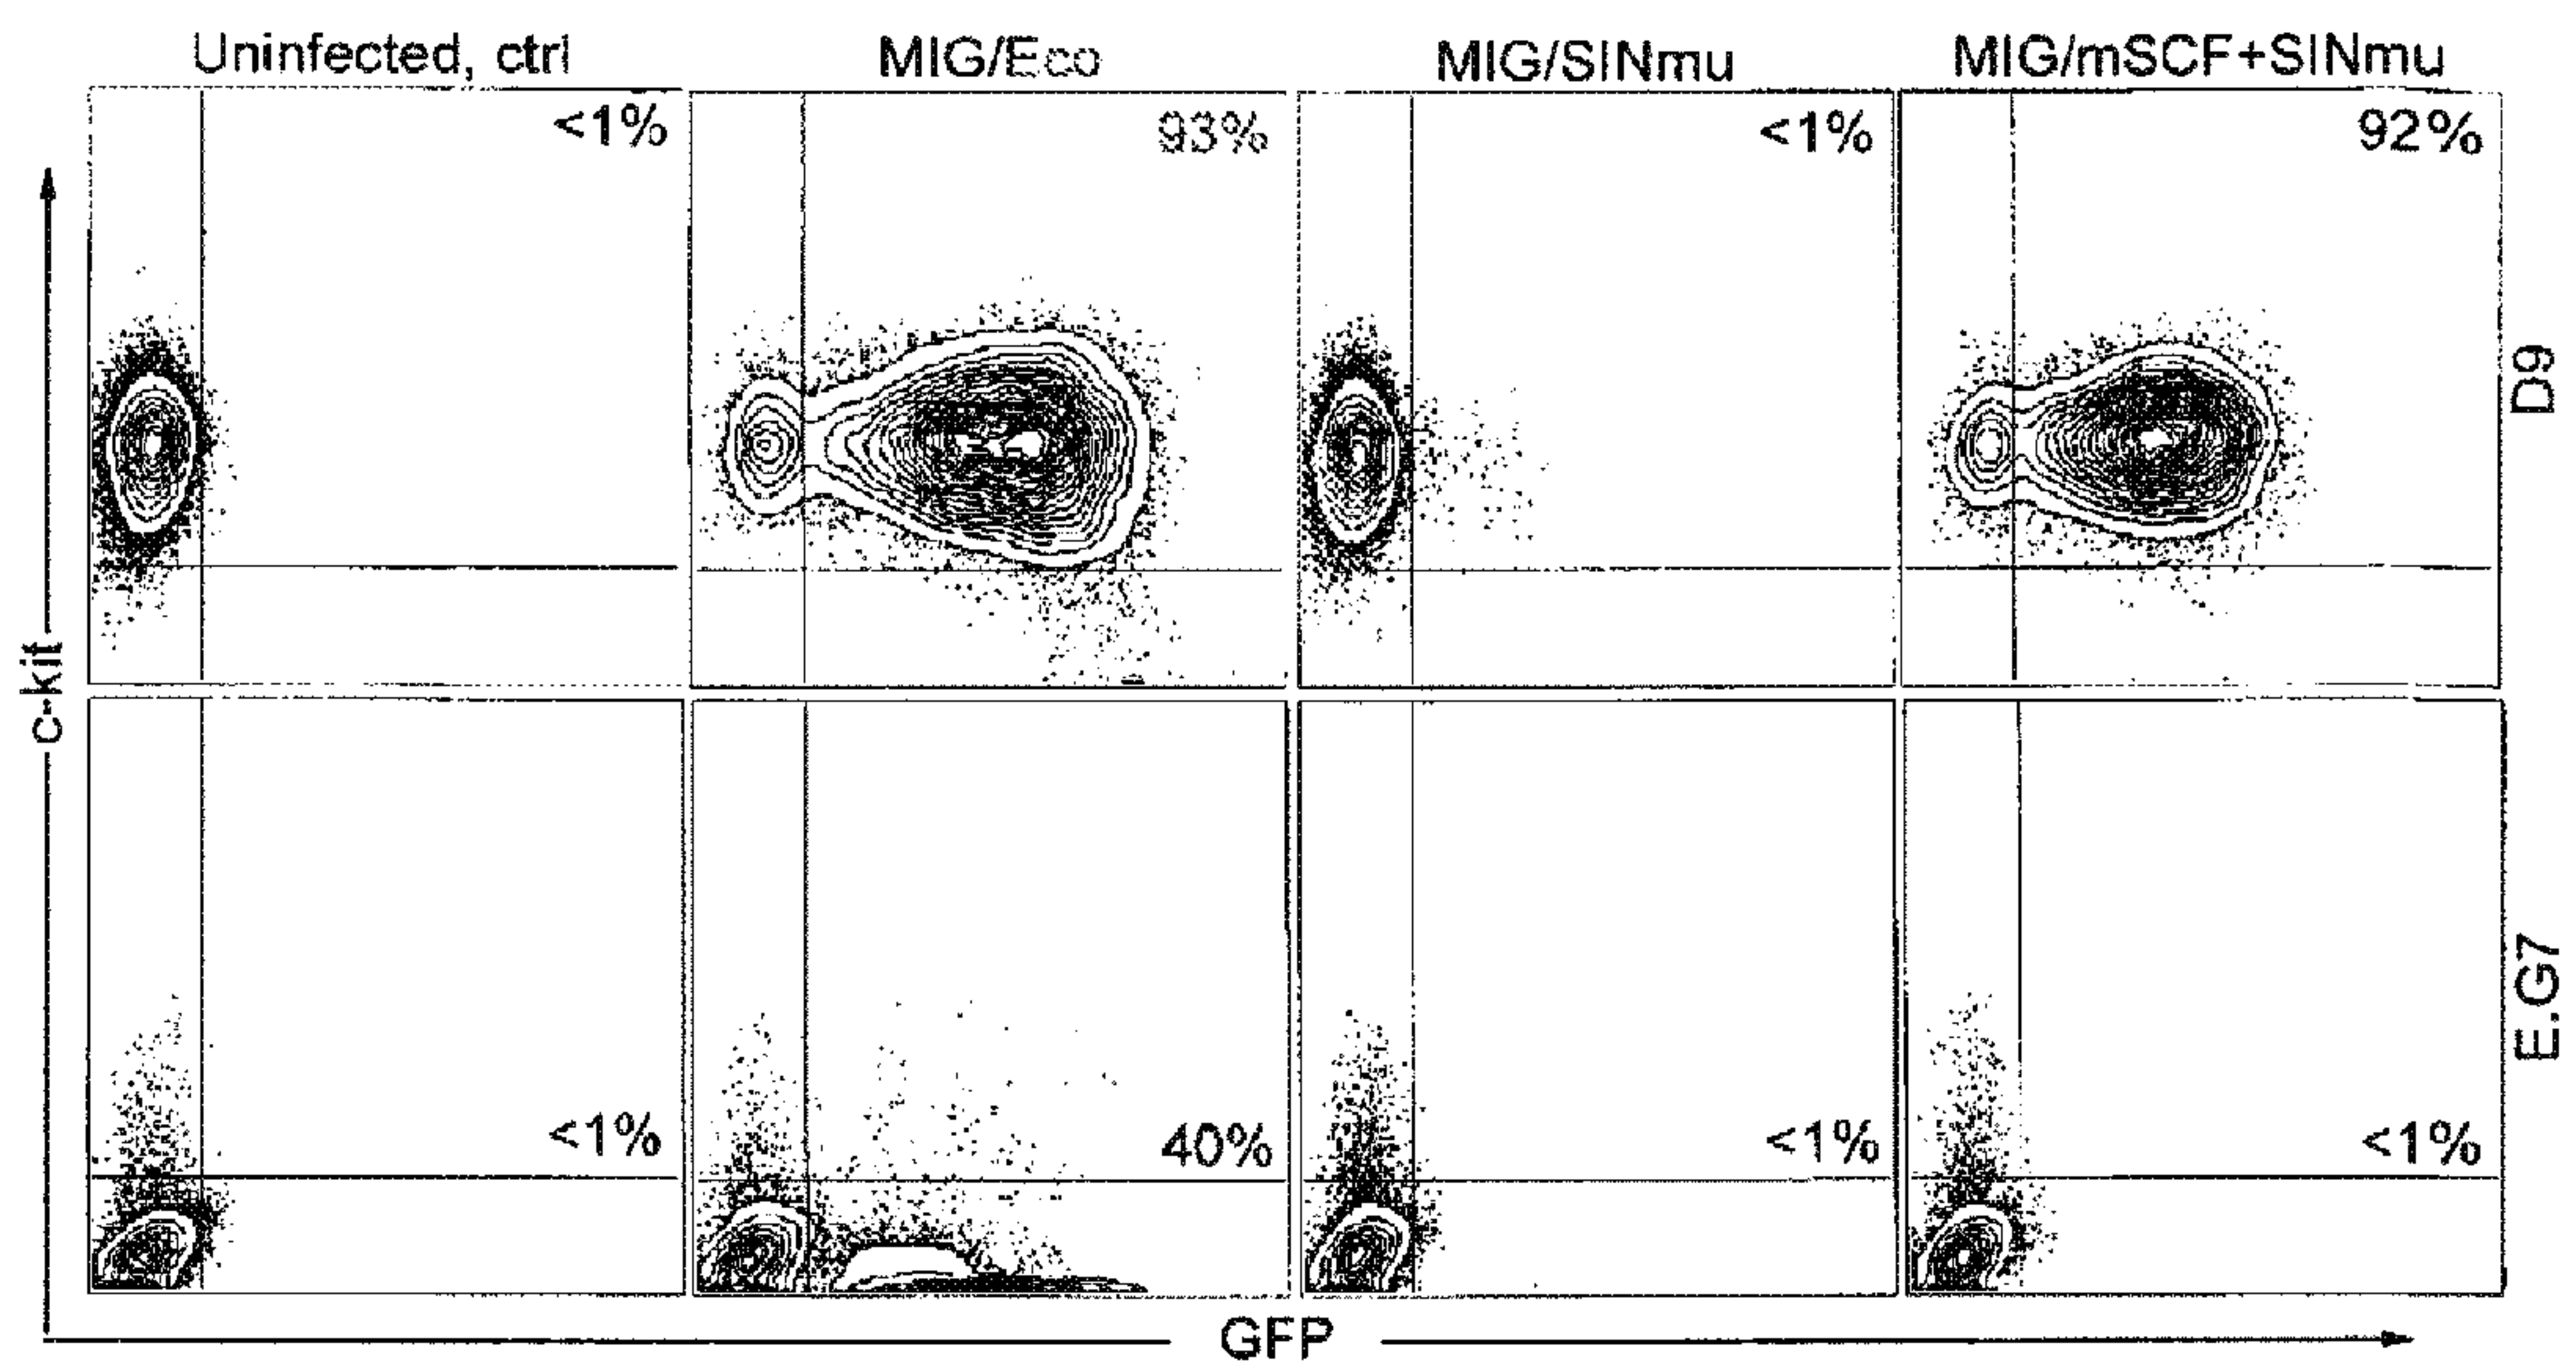 Uninfected, ctrl MIG/Eco MIG/SINmu MIG/mSCF+SINmu
<1% 93% <1% 92%
D9
c-kit
<1% 40% <1% <1%
E.G7
GFP